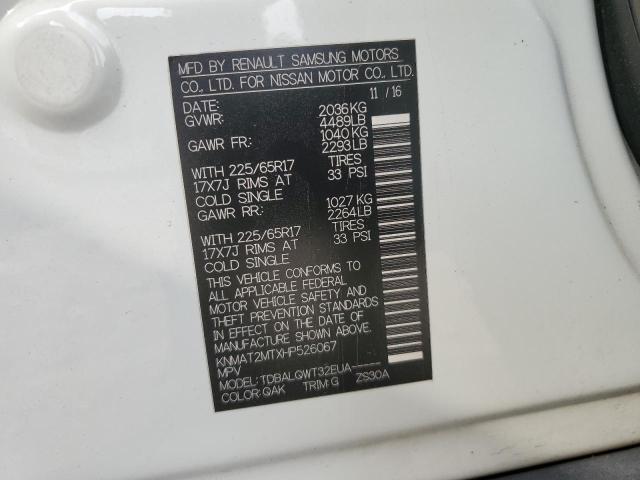 MFD BY RENAULT SAMSUNG MOTORS
CO., LTD. FOR NISSAN MOTOR CO., LTD.
DATE: 11 / 16
GVWR: 2036KG
4489LB
GAWR FR: 1040 KG
2293LB
WITH 225/65R17 TIRES
17X7J RIMS AT 33 PSI
COLD SINGLE
GAWR RR: 1027 KG
2264LB
WITH 225/65R17 TIRES
17X7J RIMS AT 33 PSI
COLD SINGLE
THIS VEHICLE CONFORMS TO
ALL APPLICABLE FEDERAL
MOTOR VEHICLE SAFETY AND
THEFT PREVENTION STANDARDS
IN EFFECT ON THE DATE OF
MANUFACTURE SHOWN ABOVE.
KNMAT2MTXHP526067
MPV
MODEL: TDBALQWT32EUA-----
COLOR: QAK TRIM: G ZS30A